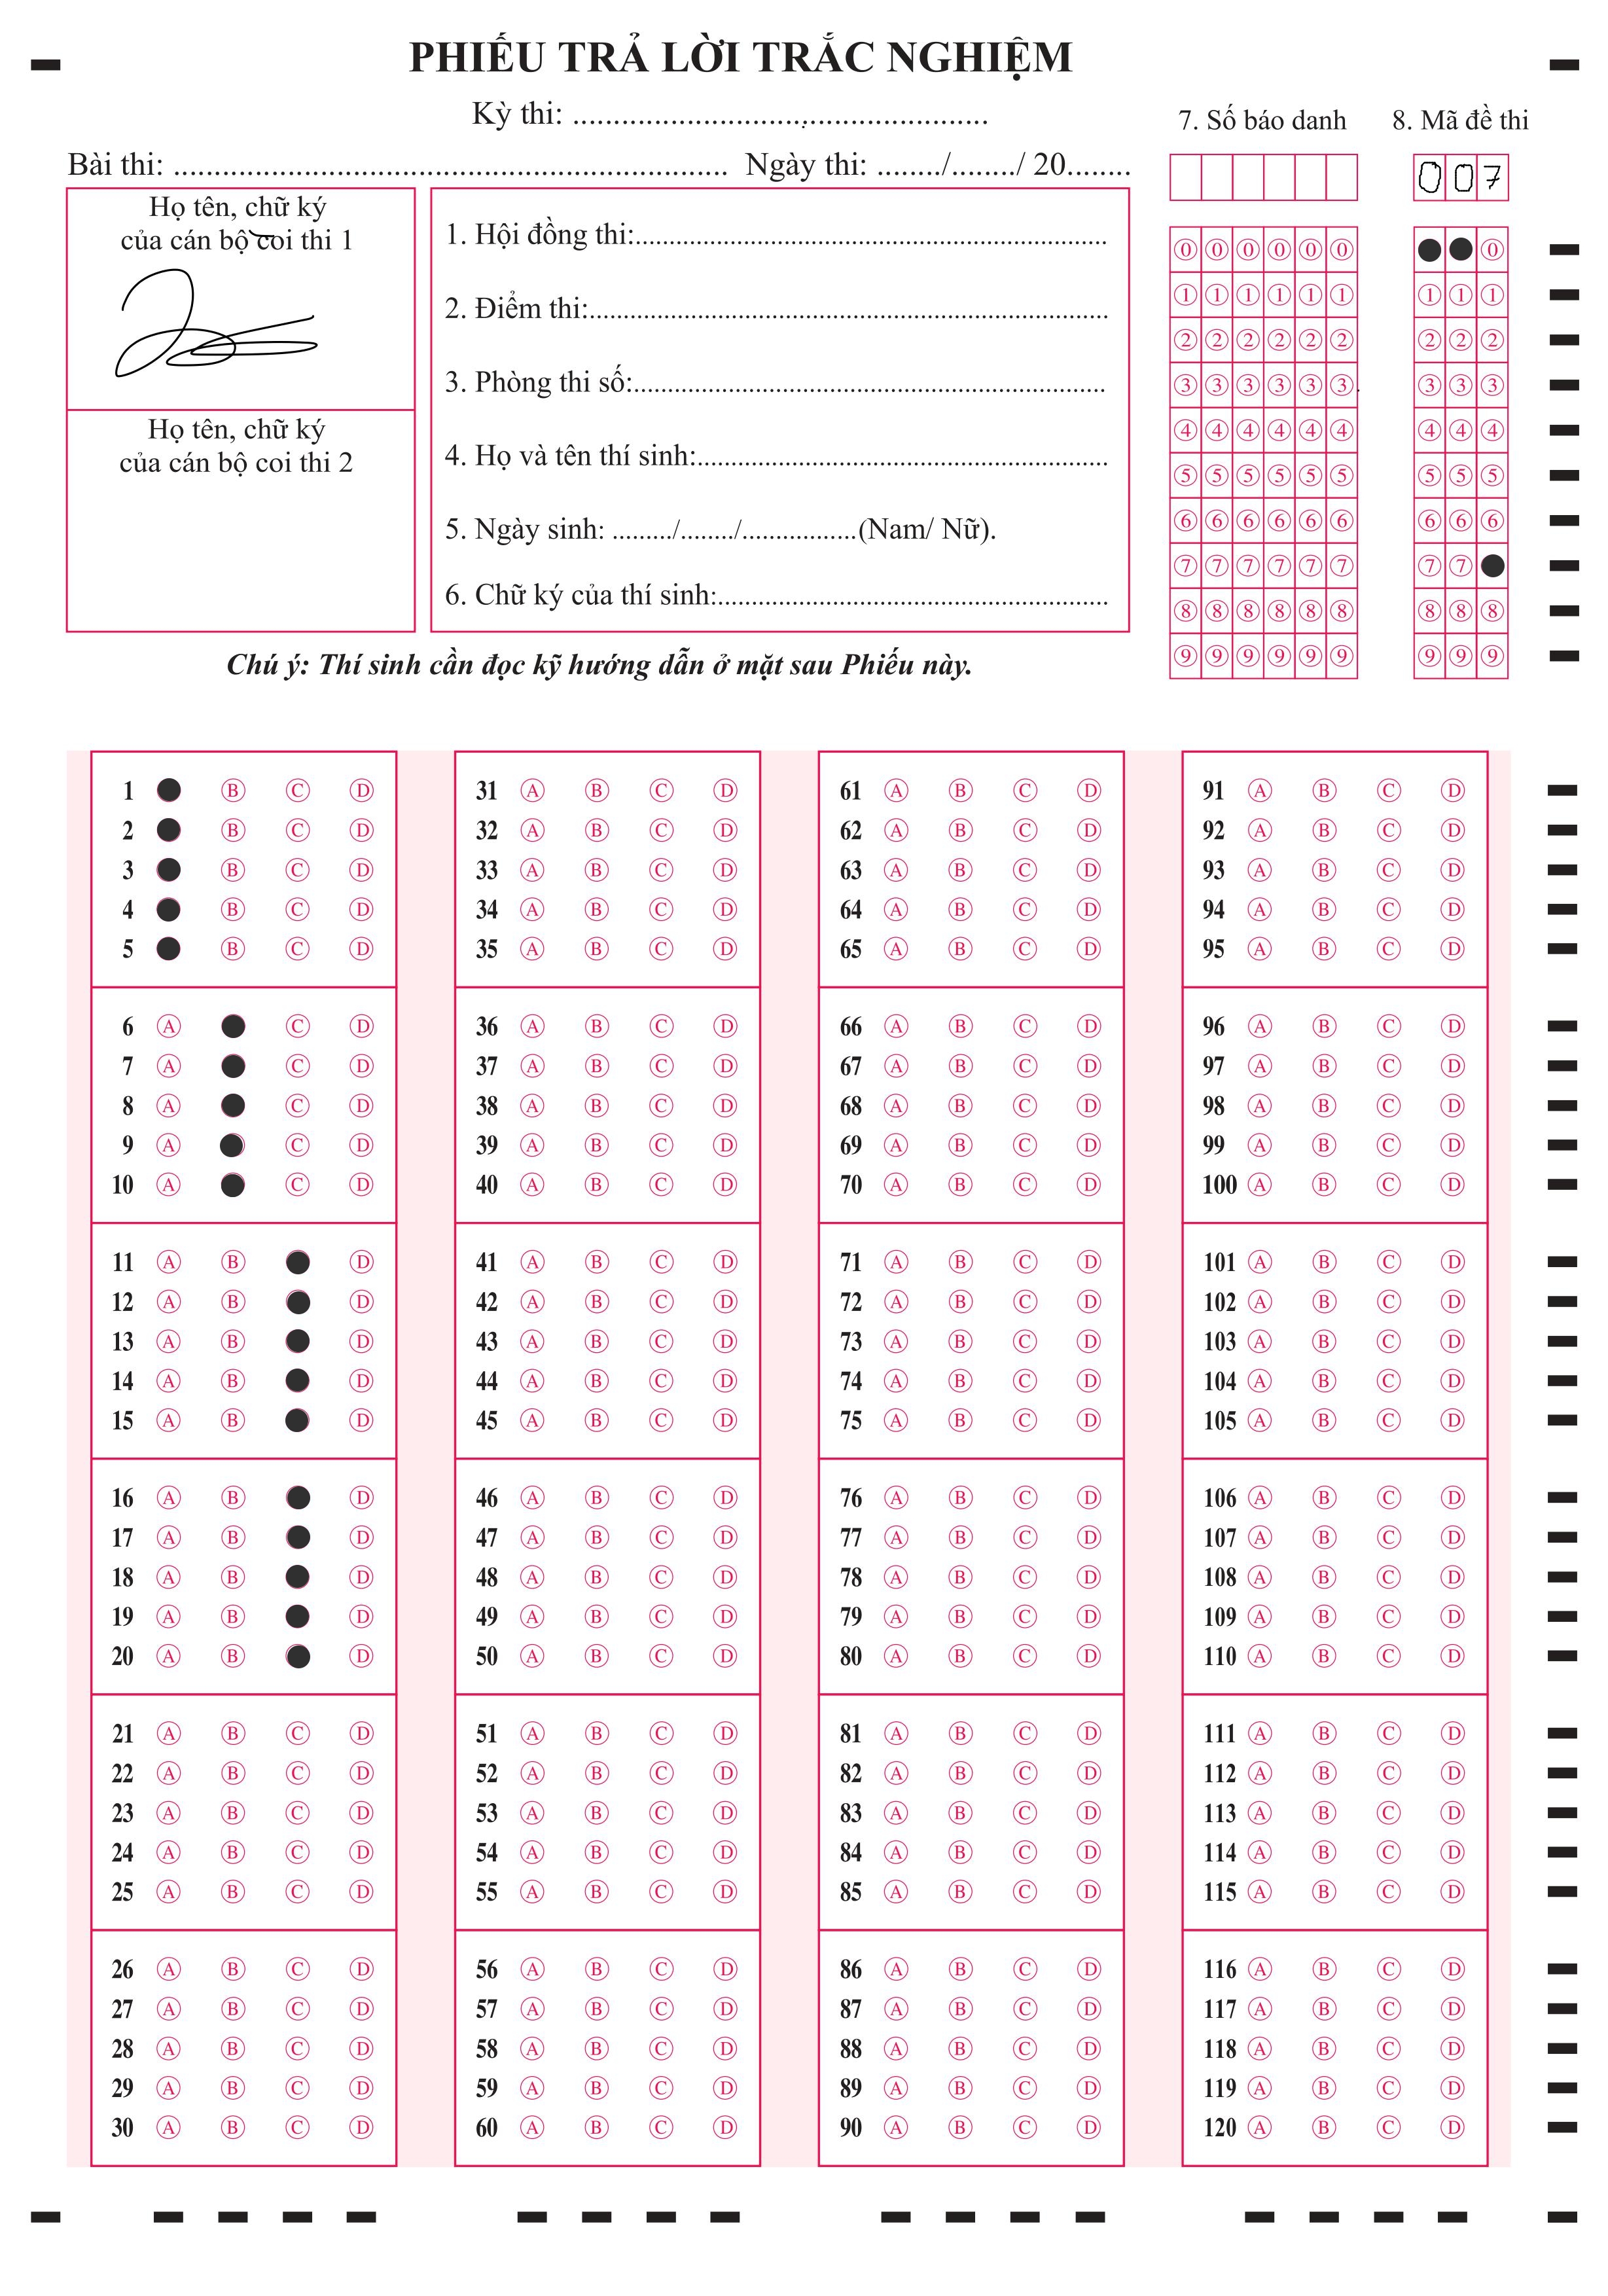 PHIẾU TRẢ LỜI TRẮC NGHIỆM
Kỳ thi: ....................................................
Bài thi: ..................................................................... Ngày thi: ......../......../ 20........
7. Số báo danh
8. Mã đề thi
0 0 7
Họ tên, chữ ký
của cán bộ coi thi 1
Họ tên, chữ ký
của cán bộ coi thi 2
1. Hội đồng thi:...............................................................
2. Điểm thi:.....................................................................
3. Phòng thi số:...............................................................
4. Họ và tên thí sinh:.......................................................
5. Ngày sinh: ........./......../.................(Nam/ Nữ).
6. Chữ ký của thí sinh:....................................................
0 0 0 0 0 0 0
1 1 1 1 1 1 1 1 1
2 2 2 2 2 2 2 2 2
3 3 3 3 3 3 3 3 3
4 4 4 4 4 4 4 4 4
5 5 5 5 5 5 5 5 5
6 6 6 6 6 6 6 6 6
7 7 7 7 7 7 7 7
8 8 8 8 8 8 8 8 8
9 9 9 9 9 9 9 9 9
Chú ý: Thí sinh cần đọc kỹ hướng dẫn ở mặt sau Phiếu này.
1 B C D
2 B C D
3 B C D
4 B C D
5 B C D
6 A C D
7 A C D
8 A C D
9 A C D
10 A C D
11 A B D
12 A B D
13 A B D
14 A B D
15 A B D
16 A B D
17 A B D
18 A B D
19 A B D
20 A B D
21 A B C D
22 A B C D
23 A B C D
24 A B C D
25 A B C D
26 A B C D
27 A B C D
28 A B C D
29 A B C D
30 A B C D
31 A B C D
32 A B C D
33 A B C D
34 A B C D
35 A B C D
36 A B C D
37 A B C D
38 A B C D
39 A B C D
40 A B C D
41 A B C D
42 A B C D
43 A B C D
44 A B C D
45 A B C D
46 A B C D
47 A B C D
48 A B C D
49 A B C D
50 A B C D
51 A B C D
52 A B C D
53 A B C D
54 A B C D
55 A B C D
56 A B C D
57 A B C D
58 A B C D
59 A B C D
60 A B C D
61 A B C D
62 A B C D
63 A B C D
64 A B C D
65 A B C D
66 A B C D
67 A B C D
68 A B C D
69 A B C D
70 A B C D
71 A B C D
72 A B C D
73 A B C D
74 A B C D
75 A B C D
76 A B C D
77 A B C D
78 A B C D
79 A B C D
80 A B C D
81 A B C D
82 A B C D
83 A B C D
84 A B C D
85 A B C D
86 A B C D
87 A B C D
88 A B C D
89 A B C D
90 A B C D
91 A B C D
92 A B C D
93 A B C D
94 A B C D
95 A B C D
96 A B C D
97 A B C D
98 A B C D
99 A B C D
100 A B C D
101 A B C D
102 A B C D
103 A B C D
104 A B C D
105 A B C D
106 A B C D
107 A B C D
108 A B C D
109 A B C D
110 A B C D
111 A B C D
112 A B C D
113 A B C D
114 A B C D
115 A B C D
116 A B C D
117 A B C D
118 A B C D
119 A B C D
120 A B C D